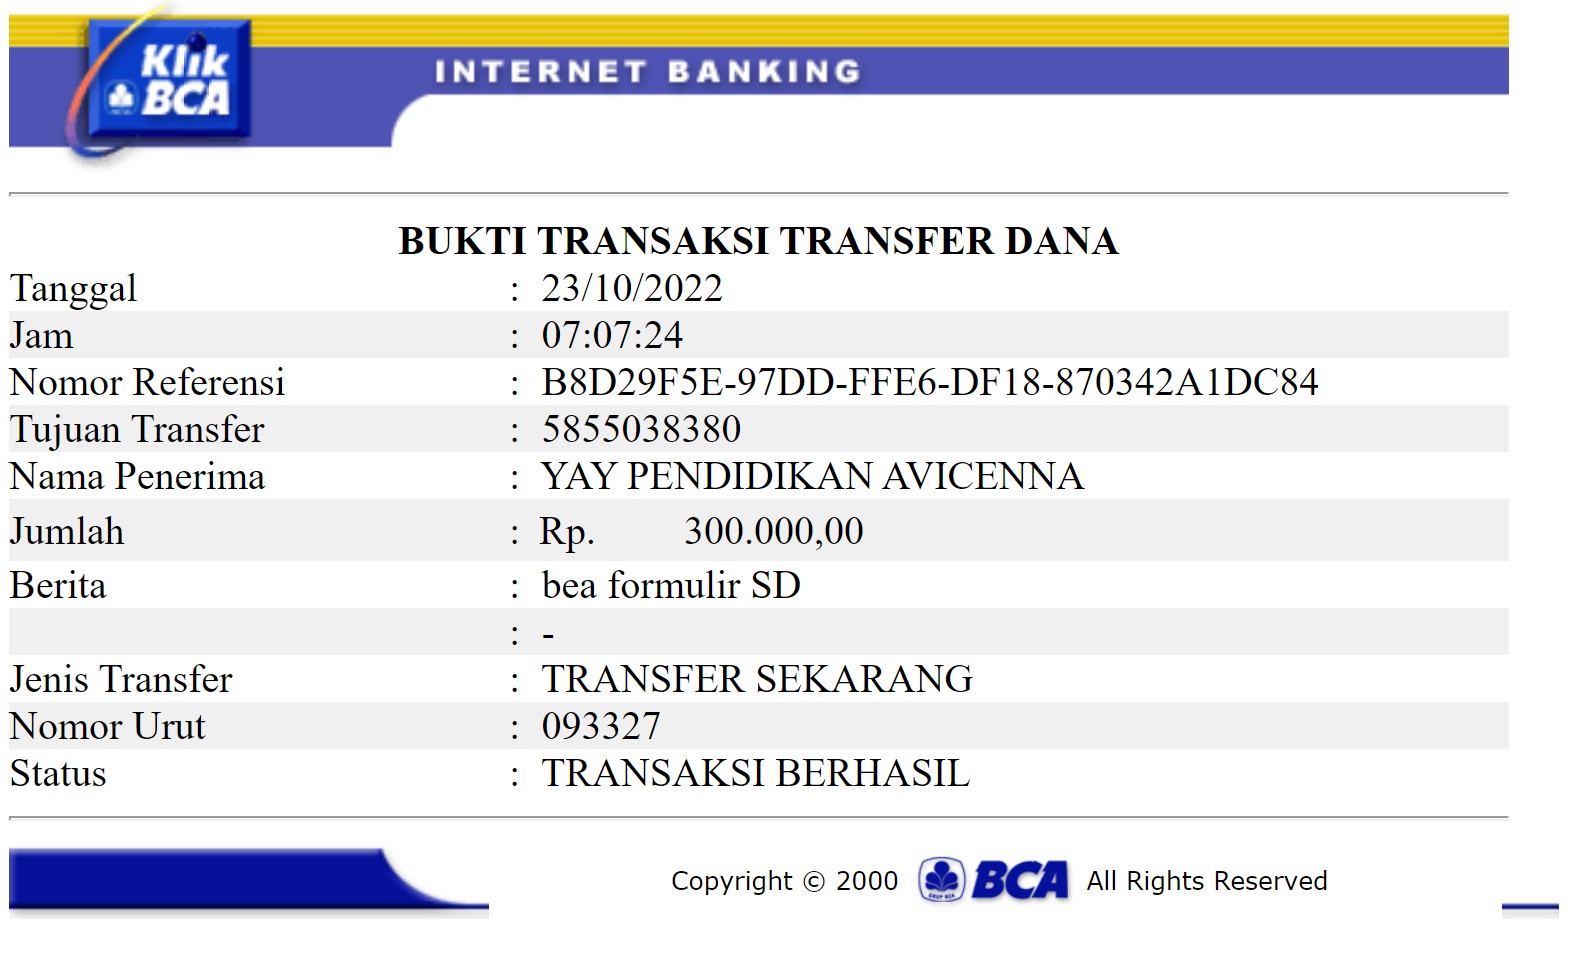 Klik
BCA
INTERNET BANKING
BUKTI TRANSAKSI TRANSFER DANA
Tanggal : 23/10/2022
Jam : 07:07:24
Nomor Referensi : B8D29F5E-97DD-FFE6-DF18-870342A1DC84
Tujuan Transfer : 5855038380
Nama Penerima : YAY PENDIDIKAN AVICENNA
Jumlah : Rp. 300.000,00
Berita : bea formulir SD
: -
Jenis Transfer : TRANSFER SEKARANG
Nomor Urut : 093327
Status : TRANSAKSI BERHASIL
Copyright © 2000 BCA All Rights Reserved